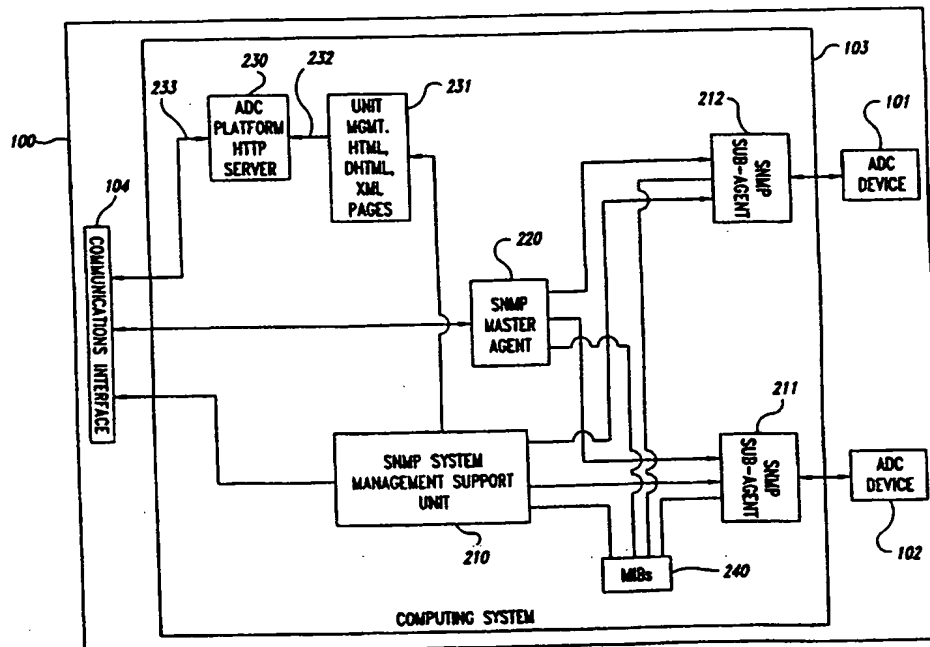 103
230
232
231
233
ADC
PLATFORM
HTTP
SERVER
UNIT
MGMT.
HTML,
DHTML,
XML
PAGES
212
101
100
SNMP
SUB-AGENT
ADC
DEVICE
104
COMMUNICATIONS INTERFACE
220
SNMP
MASTER
AGENT
211
SNMP SYSTEM
MANAGEMENT SUPPORT
UNIT
SNMP
SUB-AGENT
ADC
DEVICE
102
210
MIBs
240
COMPUTING SYSTEM